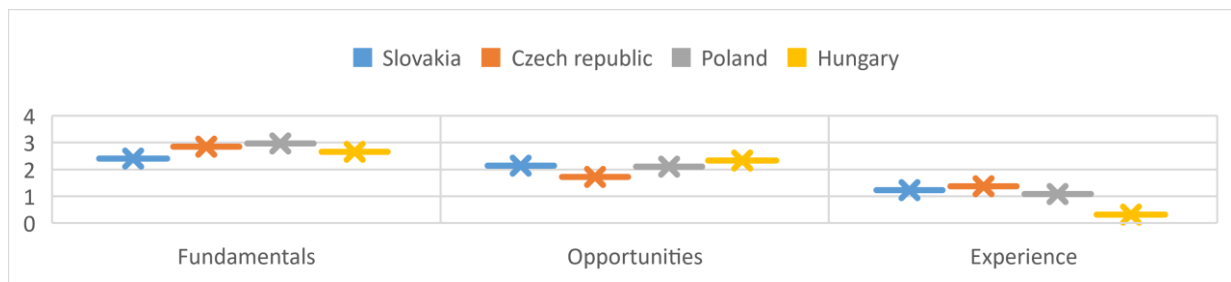 Slovakia Czech republic Poland Hungary
4
3
2
1
0
Fundamentals Opportunities Experience